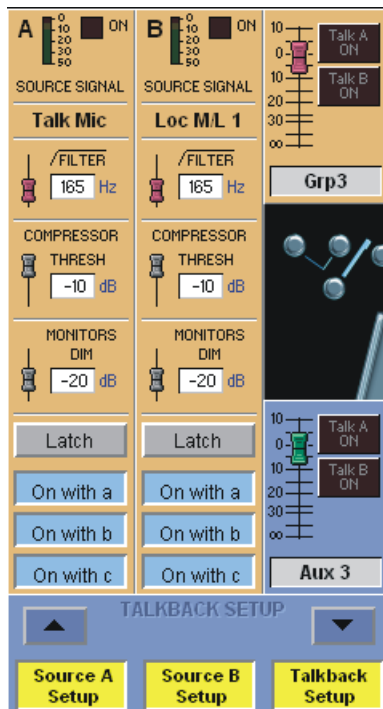 A 0 10 20 30 50 ON
SOURCE SIGNAL
Talk Mic
/FILTER
165 Hz
COMPRESSOR
THRESH
-10 dB
MONITORS
DIM
-20 dB
Latch
On with a
On with b
On with c
B 0 10 20 30 50 ON
SOURCE SIGNAL
Loc M/L 1
/FILTER
165 Hz
COMPRESSOR
THRESH
-10 dB
MONITORS
DIM
-20 dB
Latch
On with a
On with b
On with c
10
0
10
20
30
∞
Talk A
ON
Talk B
ON
Grp3
10
0
10
20
30
∞
Talk A
ON
Talk B
ON
Aux 3
TALKBACK SETUP
Source A
Setup
Source B
Setup
Talkback
Setup